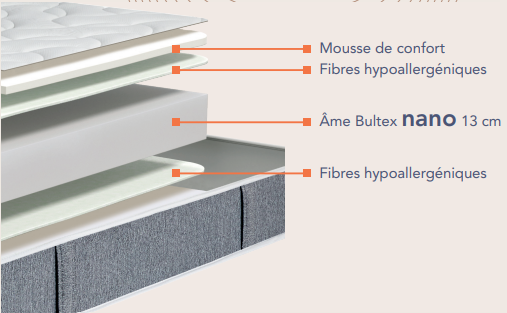 Mousse de confort
Fibres hypoallergéniques
Âme Bultex nano 13 cm
Fibres hypoallergéniques